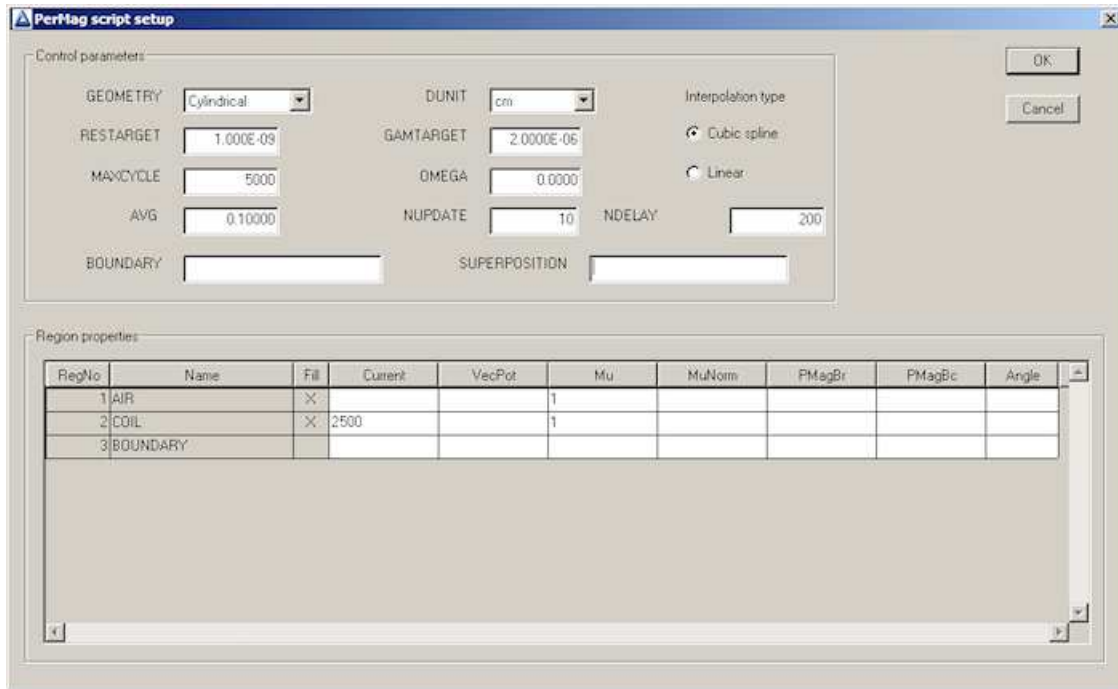 PerMag script setup
Control parameters
OK
GEOMETRY Cylindrical DUNIT cm Interpolation type
Cancel
RESTARGET 1.000E-09 GAMTARGET 2.0000E-06 Cubic spline
MAXCYCLE 5000 OMEGA 0.0000 Linear
AVG 0.10000 NUPDATE 10 NDELAY 200
BOUNDARY SUPERPOSITION
Region properties
RegNo Name Fill Current VecPot Mu MuNorm PMagBr PMagBc Angle
1 AIR X 1
2 COIL X 2500 1
3 BOUNDARY